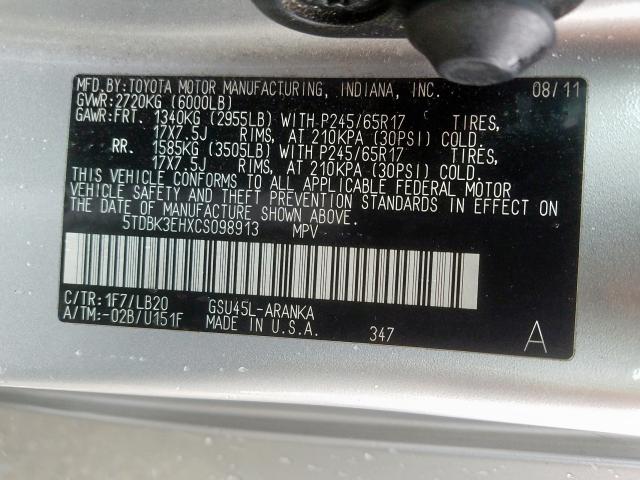 MFD.BY:TOYOTA MOTOR MANUFACTURING, INDIANA, INC. 08/11
GVWR:2720KG (6000LB)
GAWR:FRT. 1340KG (2955LB) WITH P245/65R17 TIRES,
17X7.5J RIMS, AT 210KPA (30PSI) COLD.
RR. 1585KG (3505LB) WITH P245/65R17 TIRES,
17X7.5J RIMS, AT 210KPA (30PSI) COLD.
THIS VEHICLE CONFORMS TO ALL APPLICABLE FEDERAL MOTOR
VEHICLE SAFETY AND THEFT PREVENTION STANDARDS IN EFFECT ON
THE DATE OF MANUFACTURE SHOWN ABOVE.
5TDBK3EHXCS098913 MPV
C/TR:1F7/LB20 GSU45L-ARANKA
A/TM:-02B/U151F MADE IN U.S.A. 347 A